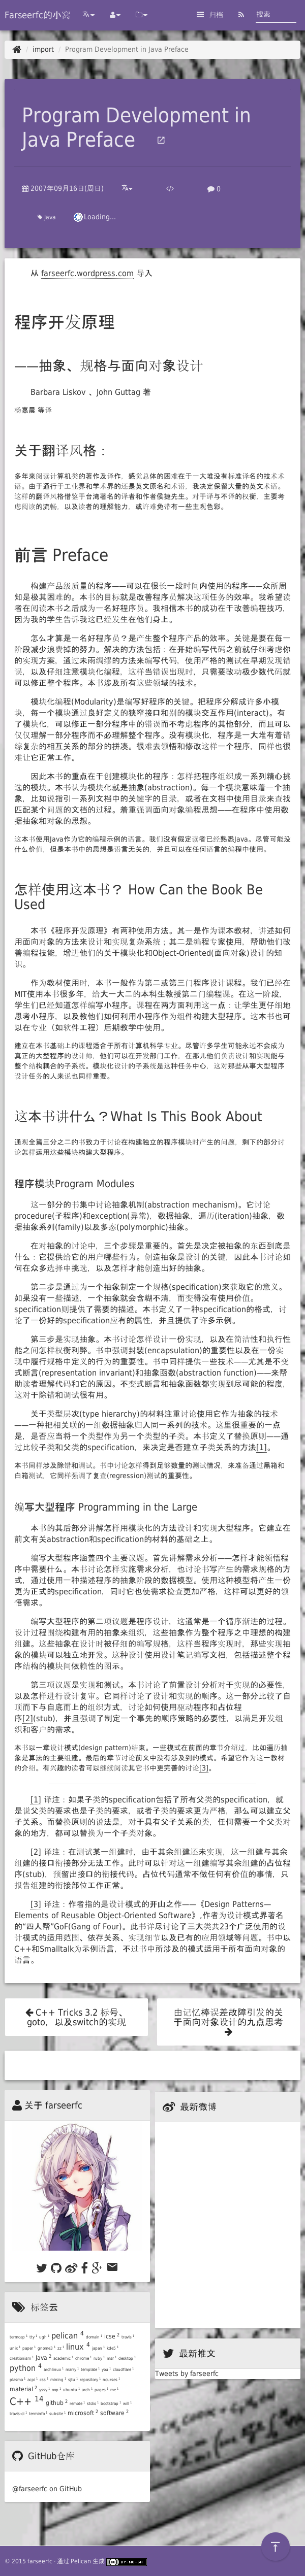 Farseerfc的小窝
归档
搜索
import / Program Development in Java Preface
Program Development in
Java Preface
2007年09月16日(周日)
0
Java
Loading...
从 farseerfc.wordpress.com 导入
程序开发原理
——抽象、规格与面向对象设计
Barbara Liskov 、John Guttag 著
杨嘉晨 等译
关于翻译风格：
多年来阅读计算机类的著作及译作，感觉总体的困难在于一大堆没有标准译名的技术术
语。由于通行于工业界和学术界的还是英文原名和术语，我决定保留大量的英文术语。
这样的翻译风格借鉴于台湾著名的译者和作者侯捷先生。对于译与不译的权衡，主要考
虑阅读的流畅，以及读者的理解能力，或许难免带有一些主观色彩。
前言 Preface
构建产品级质量的程序——可以在很长一段时间内使用的程序——众所周
知是极其困难的。本书的目标就是改善程序员解决这项任务的效率。我希望读
者在阅读本书之后成为一名好程序员。我相信本书的成功在于改善编程技巧，
因为我的学生告诉我这已经发生在他们身上。
怎么才算是一名好程序员？是产生整个程序产品的效率。关键是要在每一
阶段减少浪费掉的努力。解决的方法包括：在开始编写代码之前就仔细考虑你
的实现方案，通过未雨绸缪的方法来编写代码，使用严格的测试在早期发现错
误，以及仔细注意模块化编程，这样当错误出现时，只需要改动极少数代码就
可以修正整个程序。本书涉及所有这些领域的技术。
模块化编程(Modularity)是编写好程序的关键。把程序分解成许多小模
块，每一个模块通过良好定义的狭窄接口和别的模块交互作用(interact)。有
了模块化，可以修正一部分程序中的错误而不考虑程序的其他部分，而且可以
仅仅理解一部分程序而不必理解整个程序。没有模块化，程序是一大堆有着错
综复杂的相互关系的部分的拼凑。很难去领悟和修改这样一个程序，同样也很
难让它正常工作。
因此本书的重点在于创建模块化的程序：怎样把程序组织成一系列精心挑
选的模块。本书认为模块化就是抽象(abstraction)。每一个模块意味着一个抽
象，比如说指引一系列文档中的关键字的目录，或者在文档中使用目录来查找
匹配某个问题的文档的过程。着重强调面向对象编程思想——在程序中使用数
据抽象和对象的思想。
这本书使用Java作为它的编程示例的语言。我们没有假定读者已经熟悉Java。尽管可能没
什么价值，但是本书中的思想是语言无关的，并且可以在任何语言的编程中使用。
怎样使用这本书？ How Can the Book Be
Used
本书《程序开发原理》有两种使用方法。其一是作为课本教材，讲述如何
用面向对象的方法来设计和实现复杂系统；其二是编程专家使用，帮助他们改
善编程技能，增进他们的关于模块化和Object-Oriented(面向对象)设计的知
识。
作为教材使用时，本书一般作为第二或第三门程序设计课程。我们已经在
MIT使用本书很多年，给大一大二的本科生教授第二门编程课。在这一阶段，
学生们已经知道怎样编写小程序。课程在两方面利用这一点：让学生更仔细地
思考小程序，以及教他们如何利用小程序作为组件构建大型程序。这本书也可
以在专业（如软件工程）后期教学中使用。
建立在本书基础上的课程适合于所有计算机科学专业。尽管许多学生可能永远不会成为
真正的大型程序的设计师，他们可以在开发部门工作，在那儿他们负责设计和实现能与
整个结构耦合的子系统。模块化设计的子系统是这种任务中心，这对那些从事大型程序
设计任务的人来说也同样重要。
这本书讲什么？What Is This Book About
通观全篇三分之二的书致力于讨论在构建独立的程序模块时产生的问题，剩下的部分讨
论怎样运用这些模块构建大型程序。
程序模块Program Modules
这一部分的书集中讨论抽象机制(abstraction mechanism)。它讨论
procedure(子程序)和exception(异常)，数据抽象，遍历(iteration)抽象，数
据抽象系列(family)以及多态(polymorphic)抽象。
在对抽象的讨论中，三个步骤是重要的。首先是决定被抽象的东西到底是
什么：它提供给它的用户哪些行为。创造抽象是设计的关键，因此本书讨论如
何在众多选择中挑选，以及怎样才能创造出好的抽象。
第二步是通过为一个抽象制定一个规格(specification)来获取它的意义。
如果没有一些描述，一个抽象就会含糊不清，而变得没有使用价值。
specification则提供了需要的描述。本书定义了一种specification的格式，讨
论了一份好的specification应有的属性，并且提供了许多示例。
第三步是实现抽象。本书讨论怎样设计一份实现，以及在简洁性和执行性
能之间怎样权衡利弊。书中强调封装(encapsulation)的重要性以及在一份实
现中履行规格中定义的行为的重要性。书中同样提供一些技术——尤其是不变
式断言(representation invariant)和抽象函数(abstraction function)——来帮
助读者理解代码和它的原因。不变式断言和抽象函数都实现到尽可能的程度，
这对于除错和调试很有用。
关于类型层次(type hierarchy)的材料注重讨论使用它作为抽象的技术
——一种把相关联的一组数据抽象归入同一系列的技术。这里很重要的一点
是，是否应当将一个类型作为另一个类型的子类。本书定义了替换原则——通
过比较子类和父类的specification，来决定是否建立子类关系的方法[1]。
本书同样涉及除错和调试。书中讨论怎样得到足够数量的测试情况，来准备通过黑箱和
白箱测试，它同样强调了复查(regression)测试的重要性。
编写大型程序 Programming in the Large
本书的其后部分讲解怎样用模块化的方法设计和实现大型程序。它建立在
前文有关abstraction和specification的材料的基础之上。
编写大型程序涵盖四个主要议题。首先讲解需求分析——怎样才能领悟程
序中需要什么。本书讨论怎样实施需求分析，也讨论书写产生的需求规格的方
式，通过使用一种描述程序的抽象阶段的数据模型。使用这种模型将产生一份
更为正式的specification，同时它也使需求检查更加严格，这样可以更好的领
悟需求。
编写大型程序的第二项议题是程序设计，这通常是一个循序渐进的过程。
设计过程围绕构建有用的抽象来组织，这些抽象作为整个程序之中理想的构建
组建。这些抽象在设计时被仔细的编写规格，这样当程序实现时，那些实现抽
象的模块可以独立地开发。这种设计使用设计笔记编写文档，包括描述整个程
序结构的模块间依赖性的图示。
第三项议题是实现和测试。本书讨论了前置设计分析对于实现的必要性，
以及怎样进行设计复审。它同样讨论了设计和实现的顺序。这一部分比较了自
顶而下与自底而上的组织方式，讨论如何使用驱动程序和占位程
序[2](stub)，并且强调了制定一个事先的顺序策略的必要性，以满足开发组
织和客户的需求。
本书以一章设计模式(design pattern)结束。一些模式在前面的章节介绍过，比如遍历抽
象是算法的主要组建。最后的章节讨论前文中没有涉及到的模式。希望它作为这一教材
的介绍。有兴趣的读者可以继续阅读其它书中更完善的讨论[3]。
[1] 译注：如果子类的specification包括了所有父类的specification，就
是说父类的要求也是子类的要求，或者子类的要求更为严格，那么可以建立父
子关系。而替换原则的说法是，对于具有父子关系的类，任何需要一个父类对
象的地方，都可以替换为一个子类对象。
[2] 译注：在测试某一组建时，由于其余组建还未实现，这一组建与其余
组建的接口衔接部分无法工作。此时可以针对这一组建编写其余组建的占位程
序(stub)，预留出接口的衔接代码。占位代码通常不做任何有价值的事情，只
报告组建的衔接部位工作正常。
[3] 译注：作者指的是设计模式的开山之作——《Design Patterns—
Elements of Reusable Object-Oriented Software》，作者为设计模式界著名
的“四人帮”GoF(Gang of Four)。此书详尽讨论了三大类共23个广泛使用的设
计模式的适用范围、依存关系、实现细节以及已有的应用领域等问题。书中以
C++和Smalltalk为示例语言，不过书中所涉及的模式适用于所有面向对象的
语言。
C++ Tricks 3.2 标号、
goto，以及switch的实现
由记忆棒误差故障引发的关
于面向对象设计的九点思考
关于 farseerfc
最新微博
标签云
pelican 4
icse 2
linux 4
java 2
python 4
material 2
C++ 14
github 2
microsoft 2 software 2
最新推文
Tweets by farseerfc
GitHub仓库
@farseerfc on GitHub
© 2015 farseerfc - 通过 Pelican 生成